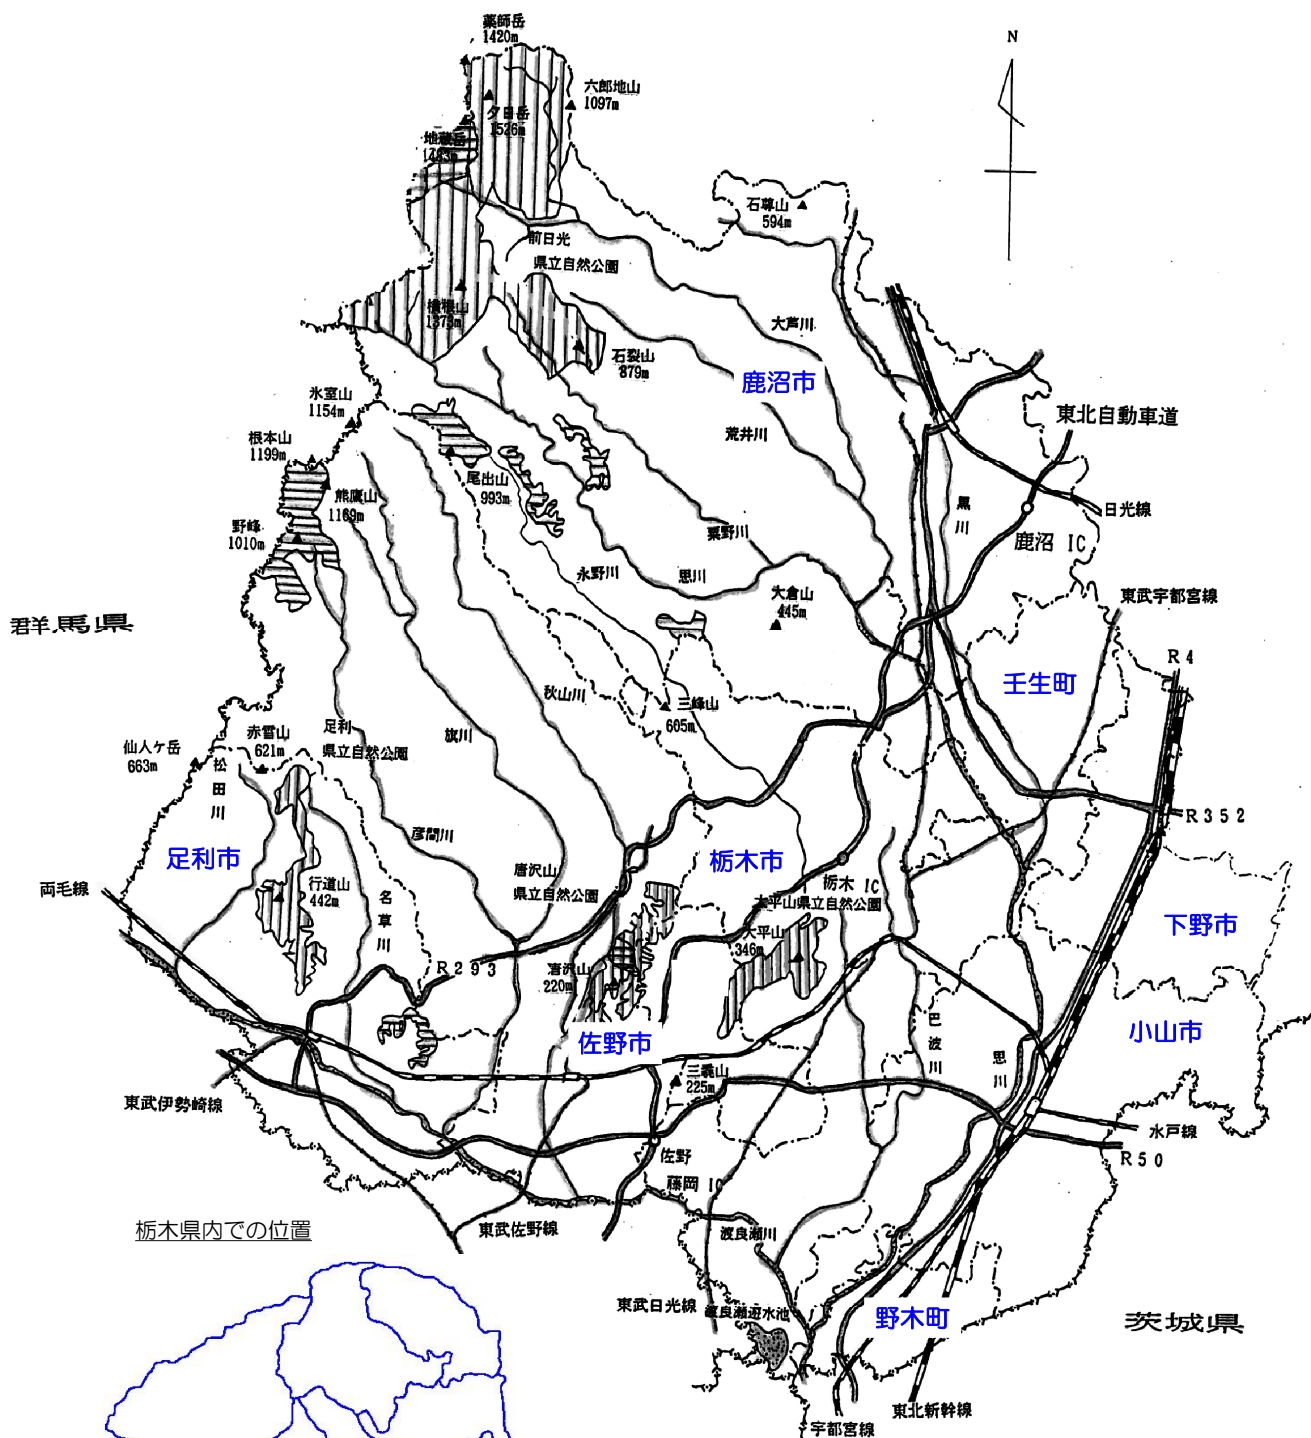 薬師岳
1420m
N
六郎地山
1097m
夕日岳
1526m
地蔵岳
1483m
石尊山
594m
前日光
県立自然公園
横根山
1373m
大芦川
石裂山
879m
鹿沼市
氷室山
1154m
東北自動車道
荒井川
根本山
1199m
尾出山
993m
熊鷹山
1169m
黒川
日光線
野峰
1010m
粟野川
鹿沼 IC
永野川
思川
大倉山
445m
東武宇都宮線
群馬県
R4
壬生町
秋山川
三峰山
605m
赤雪山
621m
足利
県立自然公園
旗川
仙人ヶ岳
663m
松田川
R352
彦間川
足利市
栃木市
唐沢山
県立自然公園
栃木 IC
両毛線
行道山
442m
名草川
太平山県立自然公園
下野市
大平山
346m
R293
唐沢山
220m
巴波川
小山市
佐野市
思川
三毳山
225m
東武伊勢崎線
水戸線
佐野
R50
藤岡 IC
栃木県内での位置
東武佐野線
渡良瀬川
東武日光線
渡良瀬遊水池
野木町
茨城県
東北新幹線
宇都宮線